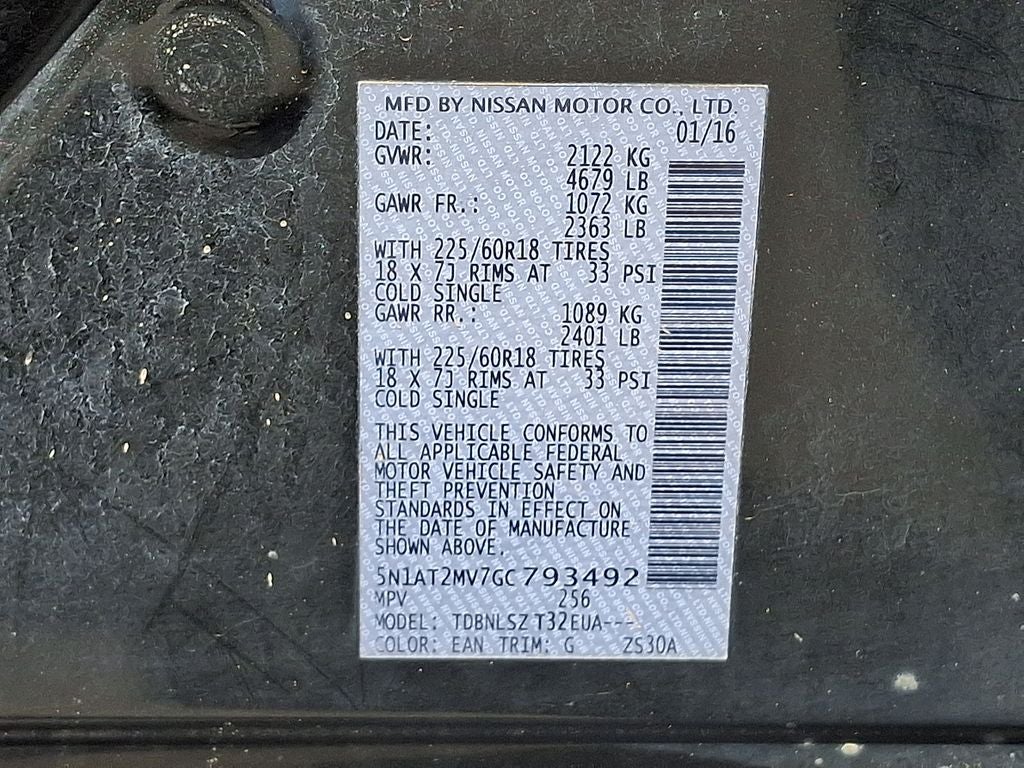 MFD BY NISSAN MOTOR CO., LTD.
DATE: 01/16
GVWR: 2122 KG
4679 LB
GAWR FR.: 1072 KG
2363 LB
WITH 225/60R18 TIRES
18 X 7J RIMS AT 33 PSI
COLD SINGLE
GAWR RR.: 1089 KG
2401 LB
WITH 225/60R18 TIRES
18 X 7J RIMS AT 33 PSI
COLD SINGLE
THIS VEHICLE CONFORMS TO
ALL APPLICABLE FEDERAL
MOTOR VEHICLE SAFETY AND
THEFT PREVENTION
STANDARDS IN EFFECT ON
THE DATE OF MANUFACTURE
SHOWN ABOVE.
5N1AT2MV7GC793492
MPV 256
MODEL: TDBNLSZ T32EUA---
COLOR: EAN TRIM: G ZS30A